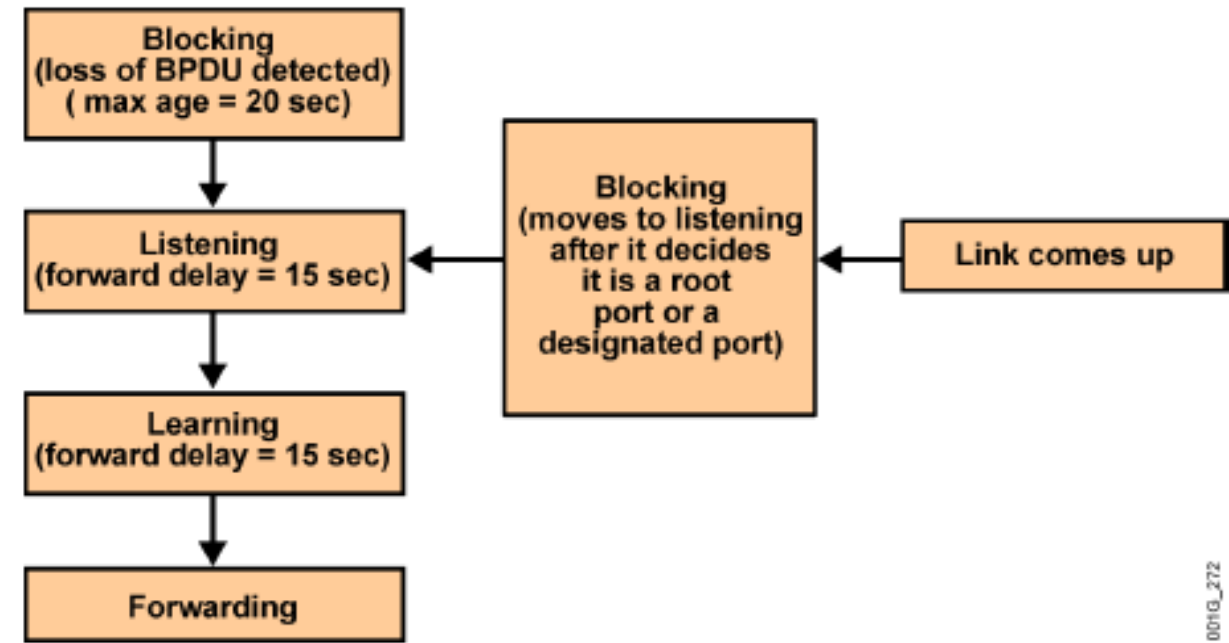 Blocking
(loss of BPDU detected)
( max age = 20 sec)
Listening
(forward delay = 15 sec)
Learning
(forward delay = 15 sec)
Forwarding
Blocking
(moves to listening
after it decides
it is a root
port or a
designated port)
Link comes up
001G_272